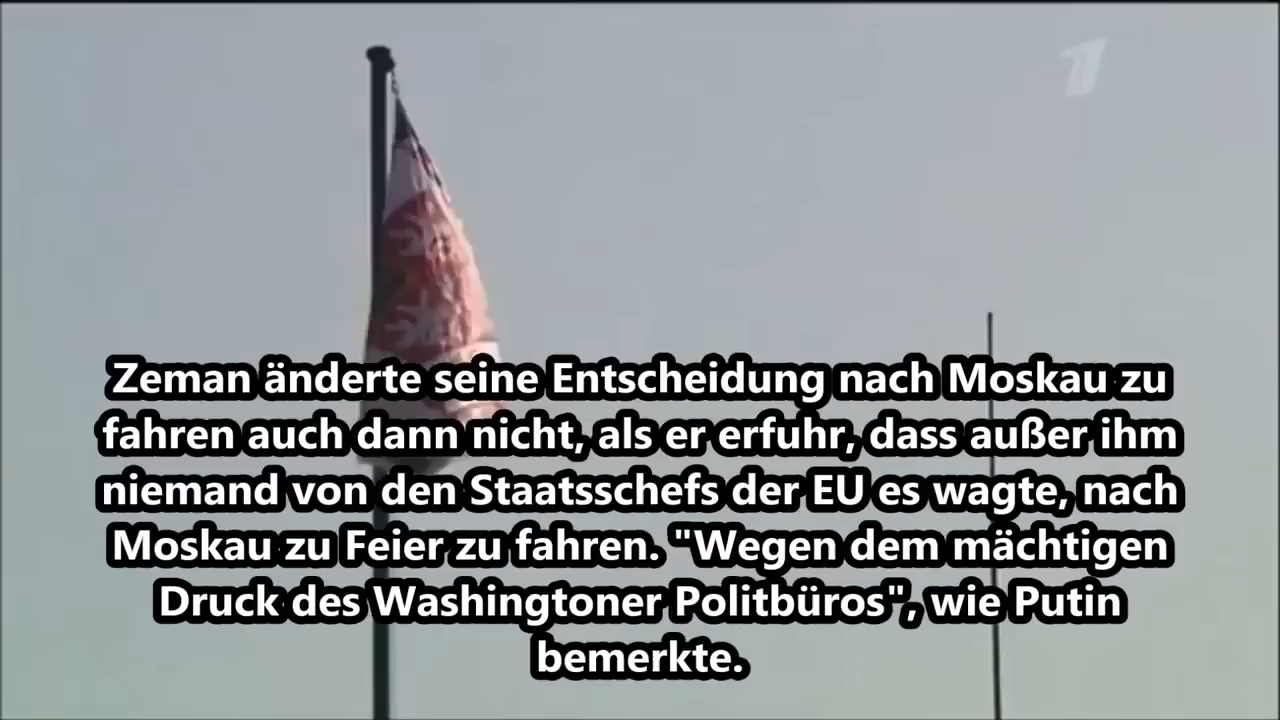 Zeman änderte seine Entscheidung nach Moskau zu
fahren auch dann nicht, als er erfuhr, dass außer ihm
niemand von den Staatsschefs der EU es wagte, nach
Moskau zu Feier zu fahren. "Wegen dem mächtigen
Druck des Washingtoner Politbüros", wie Putin
bemerkte.